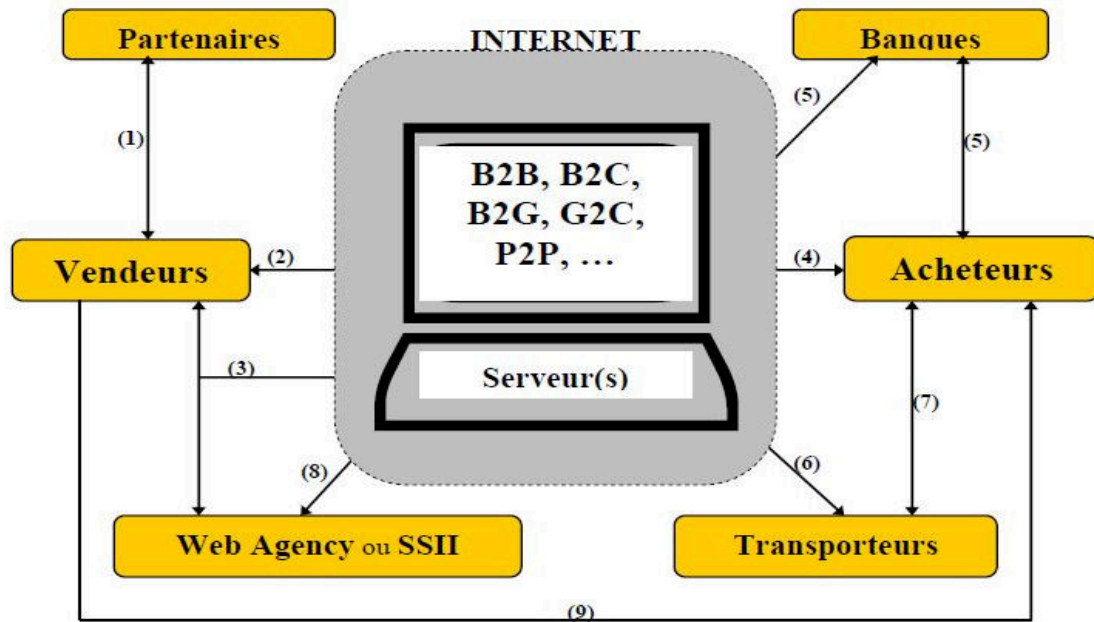 Partenaires
INTERNET
Banques
(1)
(5)
(5)
B2B, B2C,
B2G, G2C,
P2P, …
Vendeurs
(2)
(4)
Acheteurs
(3)
Serveur(s)
(7)
(8)
(6)
Web Agency ou SSII
Transporteurs
(9)